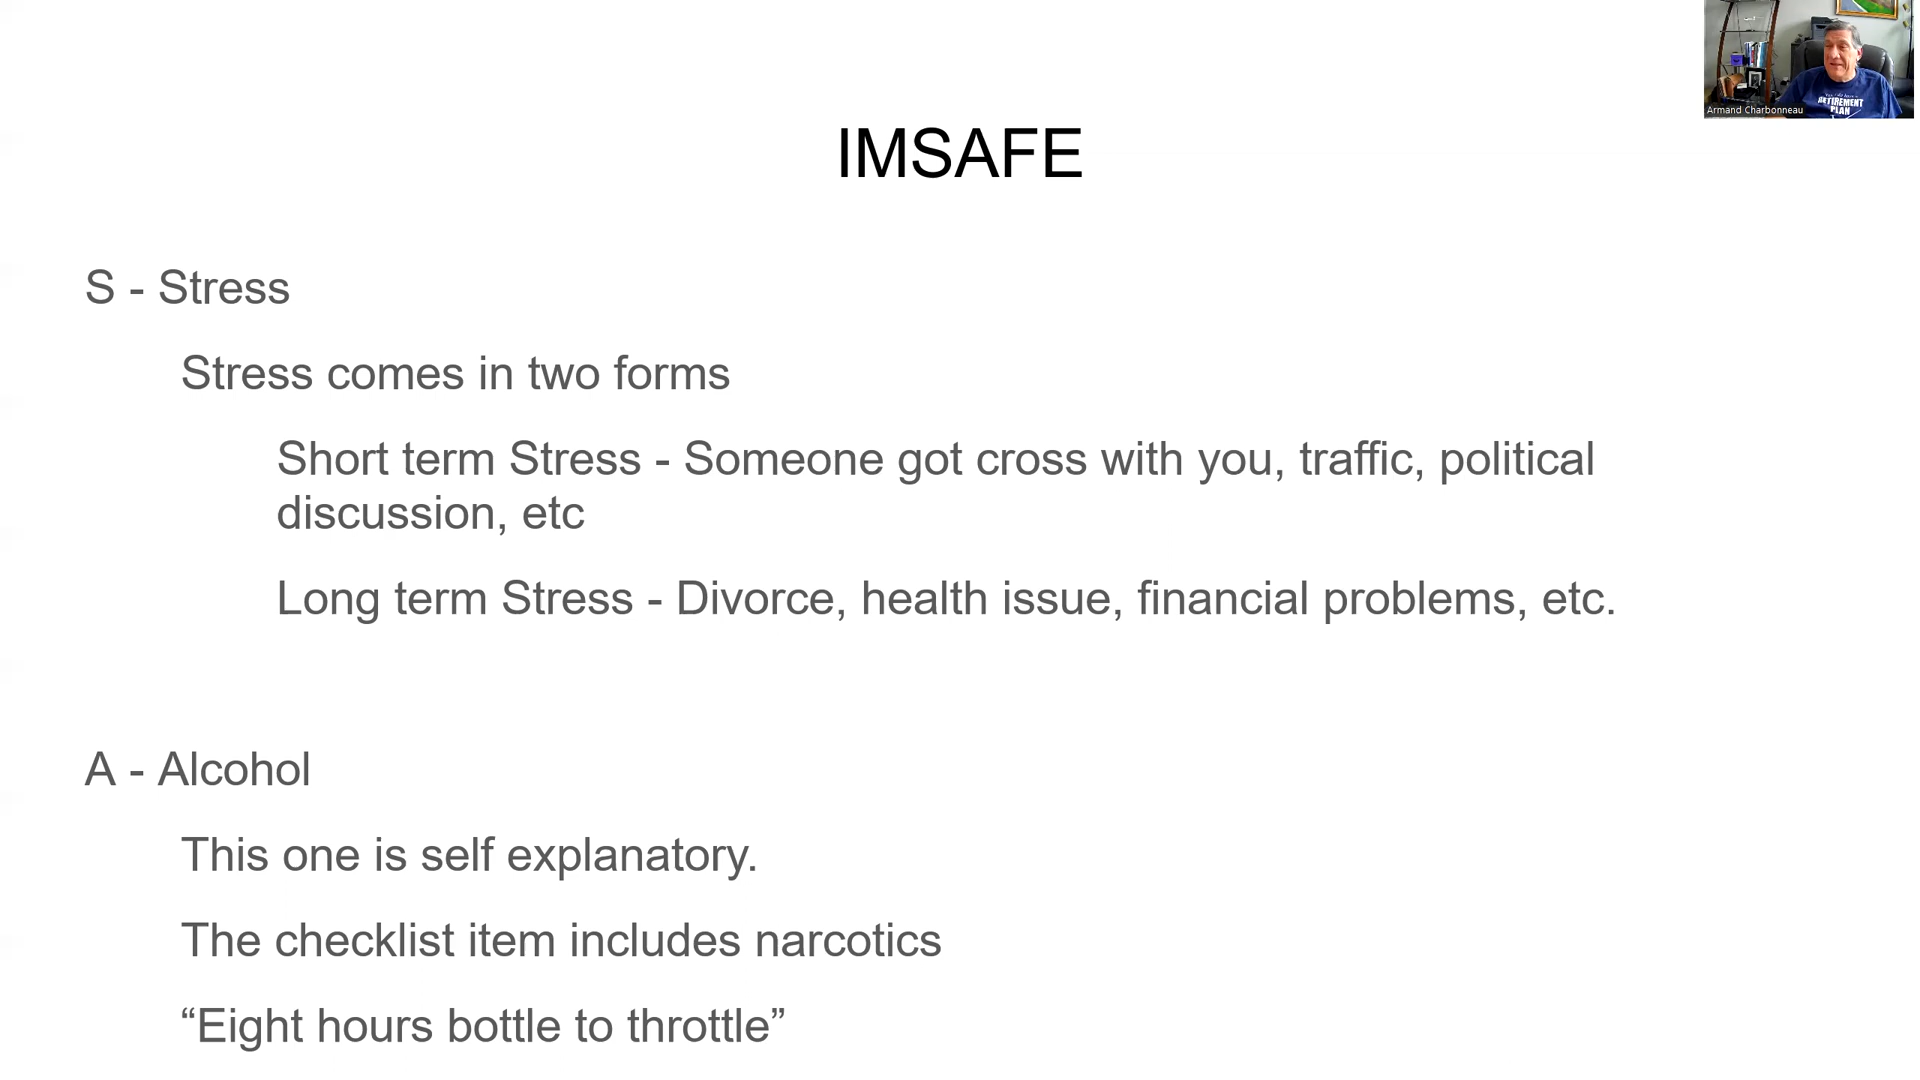 Armand Charbonneau
RETIREMENT
PLAN
IMSAFE
S - Stress
Stress comes in two forms
Short term Stress - Someone got cross with you, traffic, political
discussion, etc
Long term Stress - Divorce, health issue, financial problems, etc.
A - Alcohol
This one is self explanatory.
The checklist item includes narcotics
“Eight hours bottle to throttle”